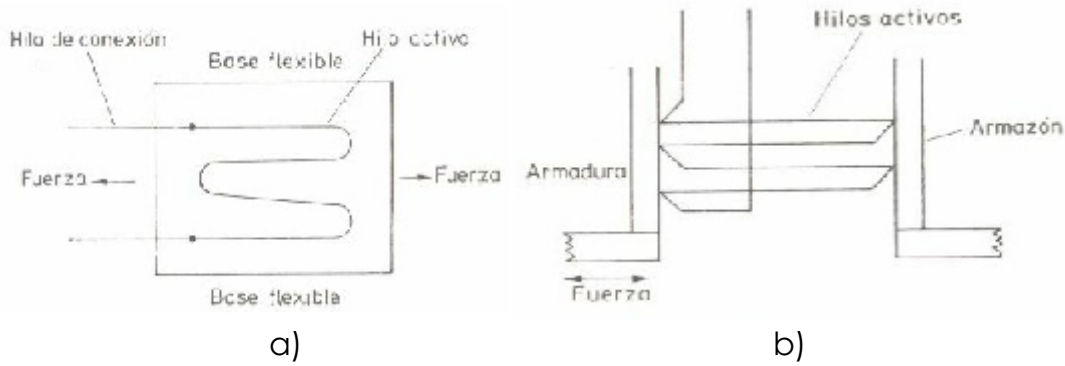 Hilo de conexión
Hilo activo
Base flexible
Fuerza
Fuerza
Base flexible
a)
Hilos activos
Armazón
Armadura
Fuerza
b)